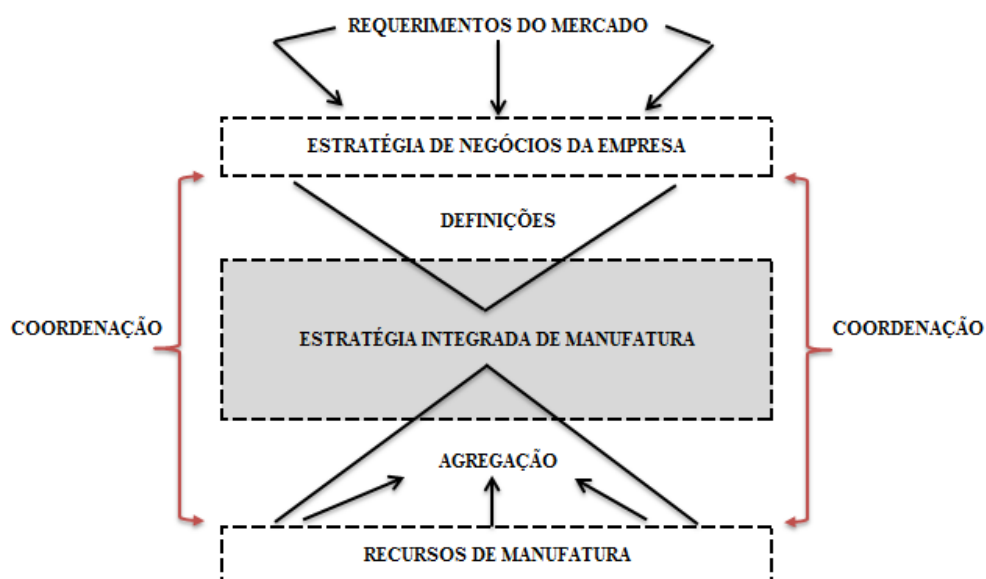 REQUERIMENTOS DO MERCADO
ESTRATÉGIA DE NEGÓCIOS DA EMPRESA
DEFINIÇÕES
COORDENAÇÃO
ESTRATÉGIA INTEGRADA DE MANUFATURA
COORDENAÇÃO
AGREGAÇÃO
RECURSOS DE MANUFATURA